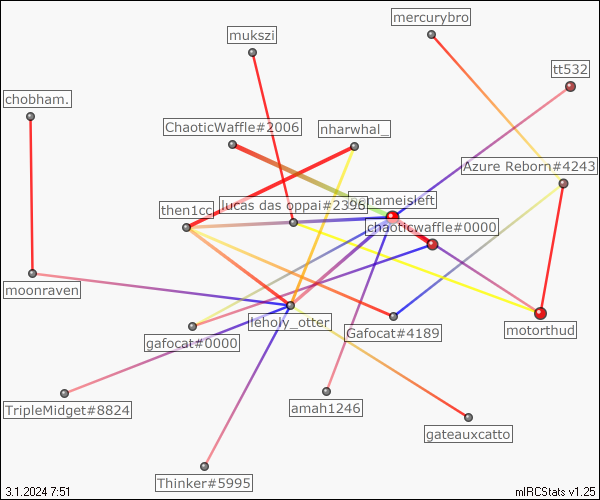 mercurybro
mukszi
tt532
chobham.
ChaoticWaffle#2006
nharwhal_
Azure Reborn#4243
lucas das oppai#2396
nameisleft
then1cc
chaoticwaffle#0000
moonraven
leholy_otter
motorthud
gafocat#0000
Gafocat#4189
TripleMidget#8824
amah1246
gateauxcatto
Thinker#5995
3.1.2024 7:51
mIRCStats v1.25